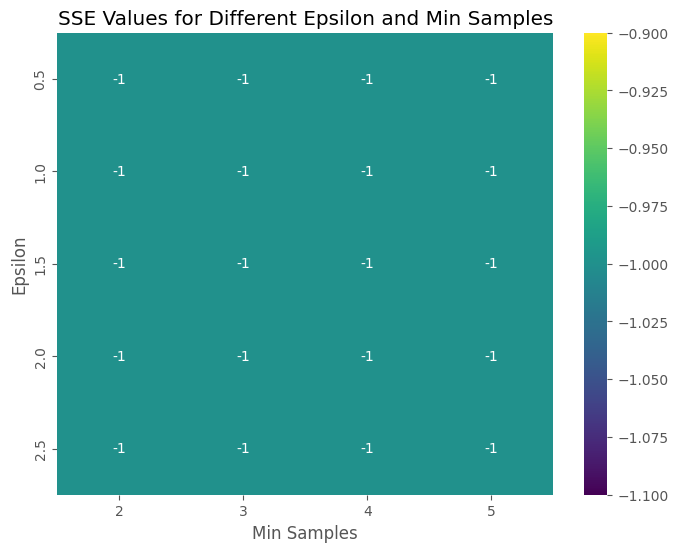 SSE Values for Different Epsilon and Min Samples
Epsilon
0.5 -1 -1 -1 -1
1.0 -1 -1 -1 -1
1.5 -1 -1 -1 -1
2.0 -1 -1 -1 -1
2.5 -1 -1 -1 -1
2 3 4 5
Min Samples
−0.900
−0.925
−0.950
−0.975
−1.000
−1.025
−1.050
−1.075
−1.100